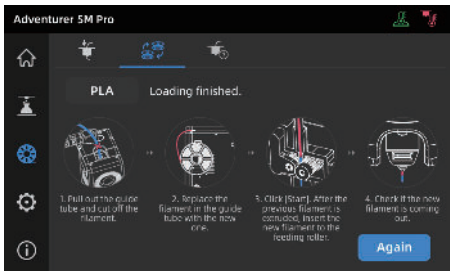 Adventurer 5M Pro
PLA Loading finished.
1. Pull out the guide
tube and cut off the
filament.
2. Replace the
filament in the guide
tube with the new
one.
3. Click [Start]. After the
previous filament is
extruded, insert the
new filament to the
feeding roller.
4. Check if the new
filament is coming
out.
Again